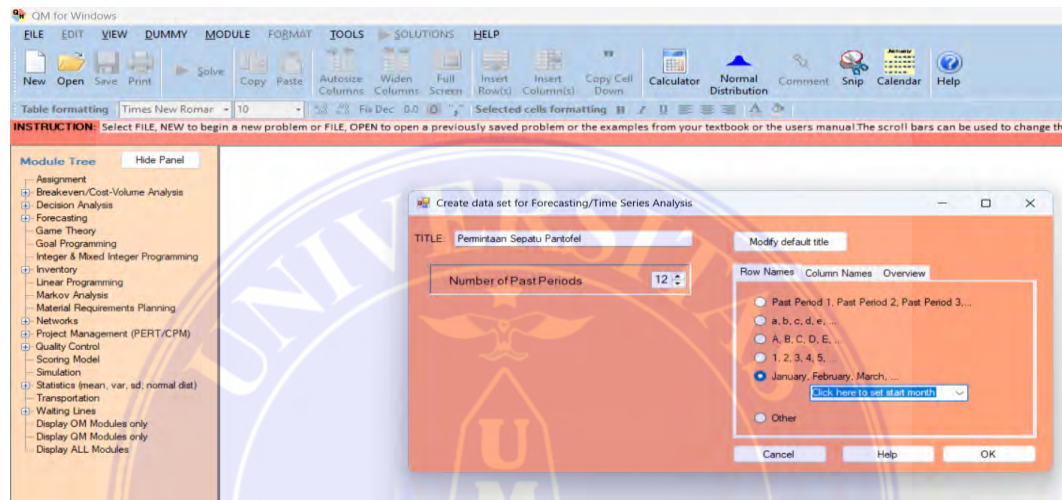 QM for Windows
FILE EDIT VIEW DUMMY MODULE FORMAT TOOLS SOLUTIONS HELP
New Open Save Print Solve Copy Paste Autosize Columns Widen Columns Full Screen Insert Row(s) Insert Column(s) Copy Cell Down Calculator Normal Distribution Comment Snip Calendar Help
Table formatting Times New Romar 10 Fix Dec 0.0 Selected cells formatting B I U A
INSTRUCTION: Select FILE, NEW to begin a new problem or FILE, OPEN to open a previously saved problem or the examples from your textbook or the users manual.The scroll bars can be used to change th
Module Tree Hide Panel
Assignment
Breakeven/Cost-Volume Analysis
Decision Analysis
Forecasting
Game Theory
Goal Programming
Integer & Mixed Integer Programming
Inventory
Linear Programming
Markov Analysis
Material Requirements Planning
Networks
Project Management (PERT/CPM)
Quality Control
Scoring Model
Simulation
Statistics (mean, var, sd; normal dist)
Transportation
Waiting Lines
Display OM Modules only
Display QM Modules only
Display ALL Modules
Create data set for Forecasting/Time Series Analysis
TITLE: Permintaan Sepatu Pantofel
Modify default title
Number of Past Periods 12
Row Names Column Names Overview
Past Period 1, Past Period 2, Past Period 3,...
a, b, c, d, e, ...
A, B, C, D, E, ...
1, 2, 3, 4, 5, ...
January, February, March, ...
Click here to set start month
Other
Cancel Help OK
UNIVERSITAS
U
M